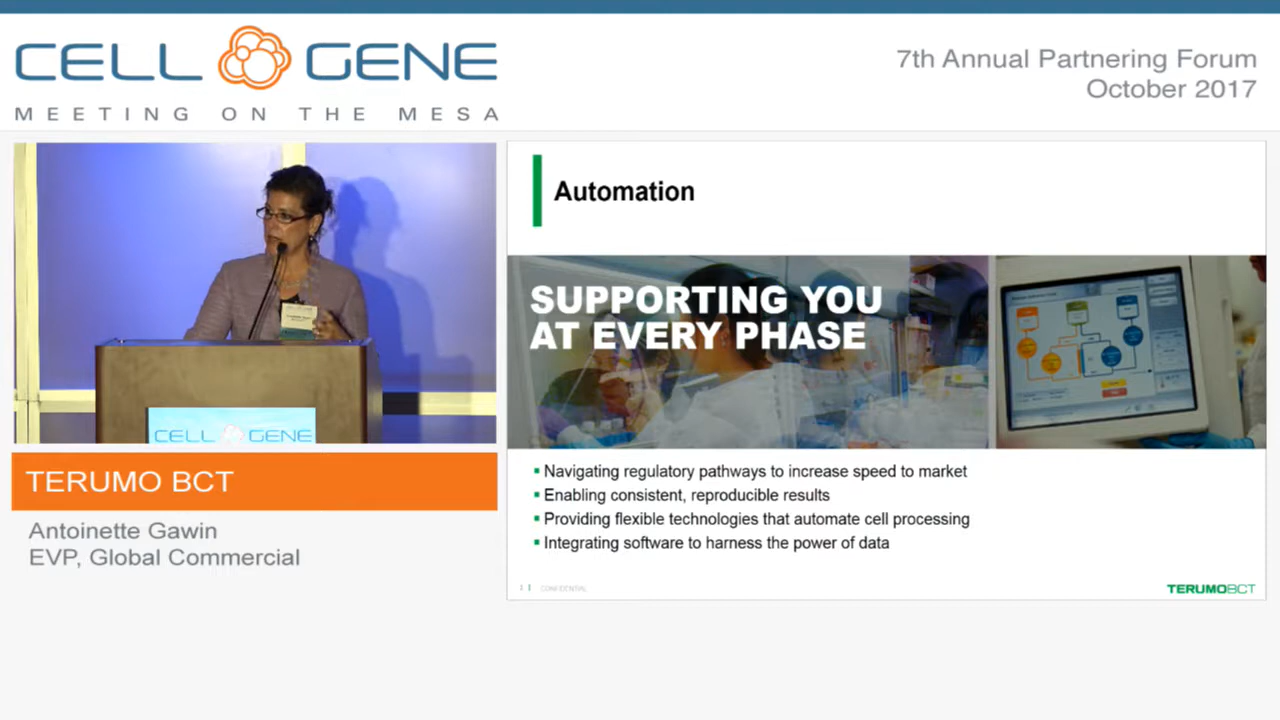 CELL GENE
MEETING ON THE MESA
7th Annual Partnering Forum
October 2017
CELL GENE
TERUMO BCT
Antoinette Gawin
EVP, Global Commercial
Automation
SUPPORTING YOU
AT EVERY PHASE
▪ Navigating regulatory pathways to increase speed to market
▪ Enabling consistent, reproducible results
▪ Providing flexible technologies that automate cell processing
▪ Integrating software to harness the power of data
CONFIDENTIAL
TERUMOBCT